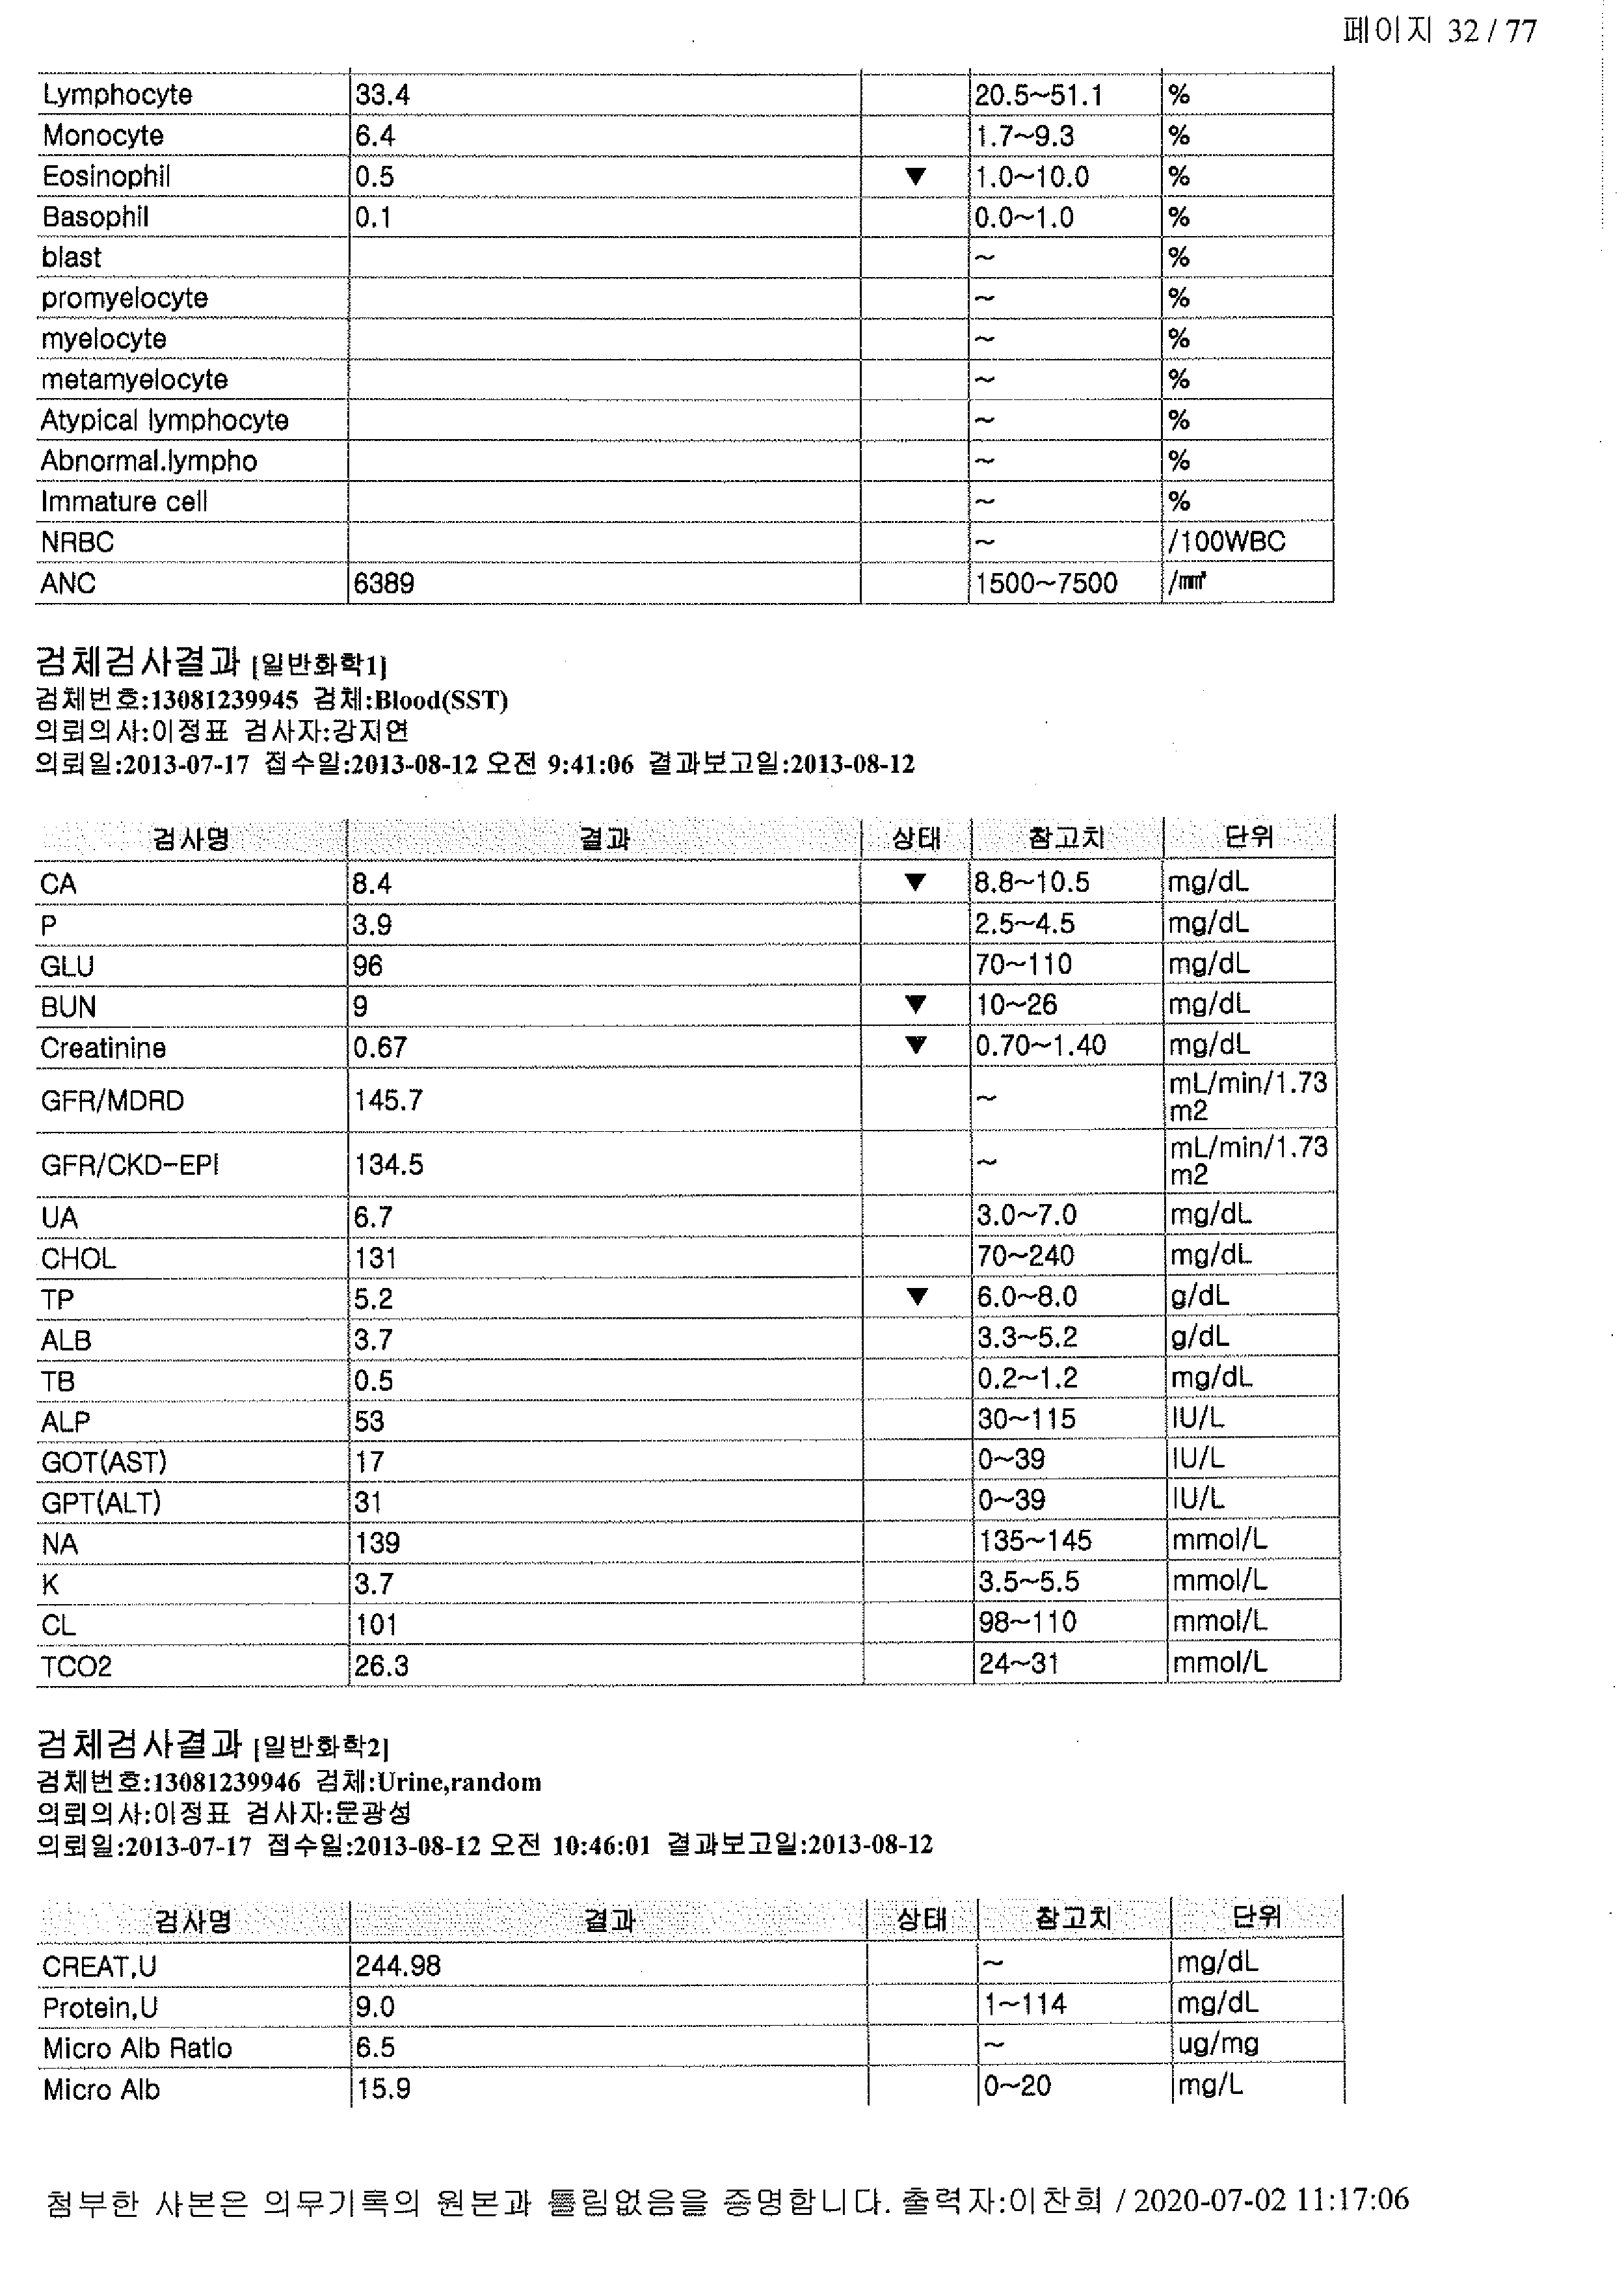 페이지 32 / 77
Lymphocyte 33.4 20.5~51.1 %
Monocyte 6.4 1.7~9.3 %
Eosinophil 0.5 ▼ 1.0~10.0 %
Basophil 0.1 0.0~1.0 %
blast ~ %
promyelocyte ~ %
myelocyte ~ %
metamyelocyte ~ %
Atypical lymphocyte ~ %
Abnormal.lympho ~ %
Immature cell ~ %
NRBC ~ /100WBC
ANC 6389 1500~7500 /㎣
검체검사결과 [일반화학1]
검체번호:13081239945 검체:Blood(SST)
의뢰의사:이정표 검사자:강지연
의뢰일:2013-07-17 접수일:2013-08-12 오전 9:41:06 결과보고일:2013-08-12
검사명 결과 상태 참고치 단위
CA 8.4 ▼ 8.8~10.5 mg/dL
P 3.9 2.5~4.5 mg/dL
GLU 96 70~110 mg/dL
BUN 9 ▼ 10~26 mg/dL
Creatinine 0.67 ▼ 0.70~1.40 mg/dL
GFR/MDRD 145.7 ~ mL/min/1.73
m2
GFR/CKD-EPI 134.5 ~ mL/min/1.73
m2
UA 6.7 3.0~7.0 mg/dL
CHOL 131 70~240 mg/dL
TP 5.2 ▼ 6.0~8.0 g/dL
ALB 3.7 3.3~5.2 g/dL
TB 0.5 0.2~1.2 mg/dL
ALP 53 30~115 IU/L
GOT(AST) 17 0~39 IU/L
GPT(ALT) 31 0~39 IU/L
NA 139 135~145 mmol/L
K 3.7 3.5~5.5 mmol/L
CL 101 98~110 mmol/L
TCO2 26.3 24~31 mmol/L
검체검사결과 [일반화학2]
검체번호:13081239946 검체:Urine,random
의뢰의사:이정표 검사자:문광성
의뢰일:2013-07-17 접수일:2013-08-12 오전 10:46:01 결과보고일:2013-08-12
검사명 결과 상태 참고치 단위
CREAT,U 244.98 ~ mg/dL
Protein,U 9.0 1~114 mg/dL
Micro Alb Ratio 6.5 ~ ug/mg
Micro Alb 15.9 0~20 mg/L
첨부한 사본은 의무기록의 원본과 틀림없음을 증명합니다. 출력자:이찬희 / 2020-07-02 11:17:06